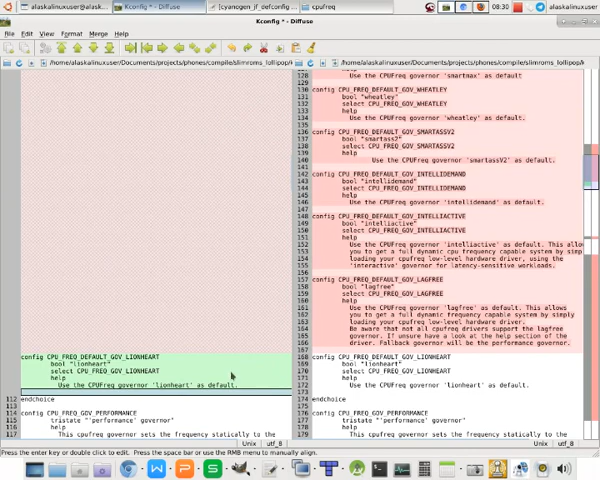 alaskalinuxuser@alask...
Kconfig * - Diffuse
[cyanogen_jf_defconfig ...
cpufreq
08:30
alaskalinuxuser
Kconfig * - Diffuse
File Edit View Format Merge Help
/home/alaskalinuxuser/Documents/projects/phones/compile/slimroms_lollipop/
/home/alaskalinuxuser/Documents/projects/phones/compile/slimroms_lollipop/
config CPU_FREQ_DEFAULT_GOV_LIONHEART
bool "lionheart"
select CPU_FREQ_GOV_LIONHEART
help
Use the CPUFreq governor 'lionheart' as default.
112 endchoice
113
114 config CPU_FREQ_GOV_PERFORMANCE
115 tristate "'performance' governor"
116 help
117 This cpufreq governor sets the frequency statically to the
128 Use the CPUFreq governor 'smartmax' as default
129
130 config CPU_FREQ_DEFAULT_GOV_WHEATLEY
131 bool "wheatley"
132 select CPU_FREQ_GOV_WHEATLEY
133 help
134 Use the CPUFreq governor 'wheatley' as default.
135
136 config CPU_FREQ_DEFAULT_GOV_SMARTASSV2
137 bool "smartass2"
138 select CPU_FREQ_GOV_SMARTASSV2
139 help
140 Use the CPUFreq governor 'smartassV2' as default.
141
142 config CPU_FREQ_DEFAULT_GOV_INTELLIDEMAND
143 bool "intellidemand"
144 select CPU_FREQ_GOV_INTELLIDEMAND
145 help
146 Use the CPUFreq governor 'intellidemand' as default.
147
148 config CPU_FREQ_DEFAULT_GOV_INTELLIACTIVE
149 bool "intelliactive"
150 select CPU_FREQ_GOV_INTELLIACTIVE
151 help
152 Use the CPUFreq governor 'intelliactive' as default. This allow
153 you to get a full dynamic cpu frequency capable system by simp
154 loading your cpufreq low-level hardware driver, using the
155 'interactive' governor for latency-sensitive workloads.
156
157 config CPU_FREQ_DEFAULT_GOV_LAGFREE
158 bool "lagfree"
159 select CPU_FREQ_GOV_LAGFREE
160 help
161 Use the CPUFreq governor 'lagfree' as default. This allows
162 you to get a full dynamic frequency capable system by simply
163 loading your cpufreq low-level hardware driver.
164 Be aware that not all cpufreq drivers support the lagfree
165 governor. If unsure have a look at the help section of the
166 driver. Fallback governor will be the performance governor.
167
168 config CPU_FREQ_DEFAULT_GOV_LIONHEART
169 bool "lionheart"
170 select CPU_FREQ_GOV_LIONHEART
171 help
172 Use the CPUFreq governor 'lionheart' as default.
173
174 endchoice
175
176 config CPU_FREQ_GOV_PERFORMANCE
177 tristate "'performance' governor"
178 help
179 This cpufreq governor sets the frequency statically to the
Unix utf_8
Unix utf_8
Press the enter key or double click to edit. Press the space bar or use the RMB menu to manually align.